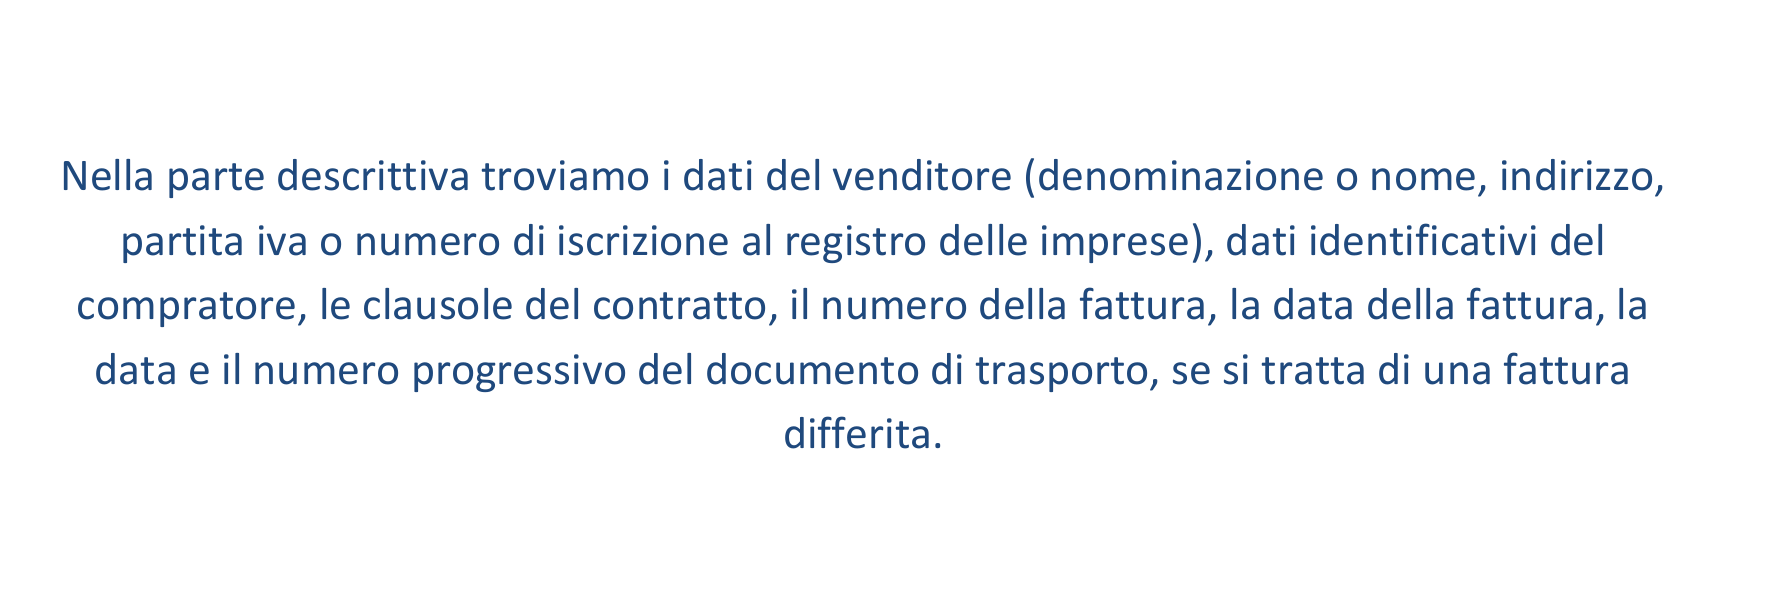 Nella parte descrittiva troviamo i dati del venditore (denominazione o nome, indirizzo,
partita iva o numero di iscrizione al registro delle imprese), dati identificativi del
compratore, le clausole del contratto, il numero della fattura, la data della fattura, la
data e il numero progressivo del documento di trasporto, se si tratta di una fattura
differita.